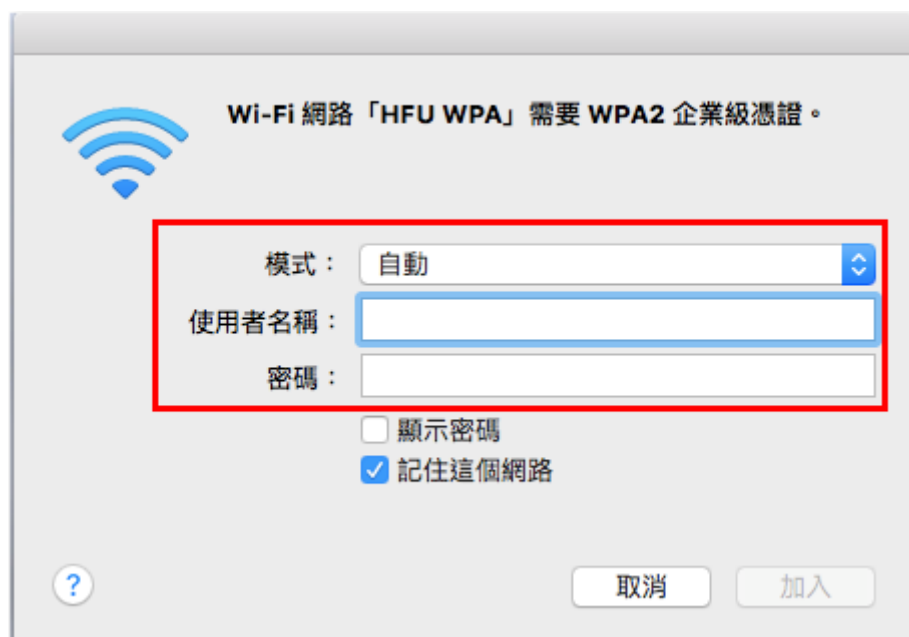 Wi-Fi 網路「HFU WPA」需要 WPA2 企業級憑證。
模式： 自動
使用者名稱：
密碼：
顯示密碼
記住這個網路
? 取消 加入